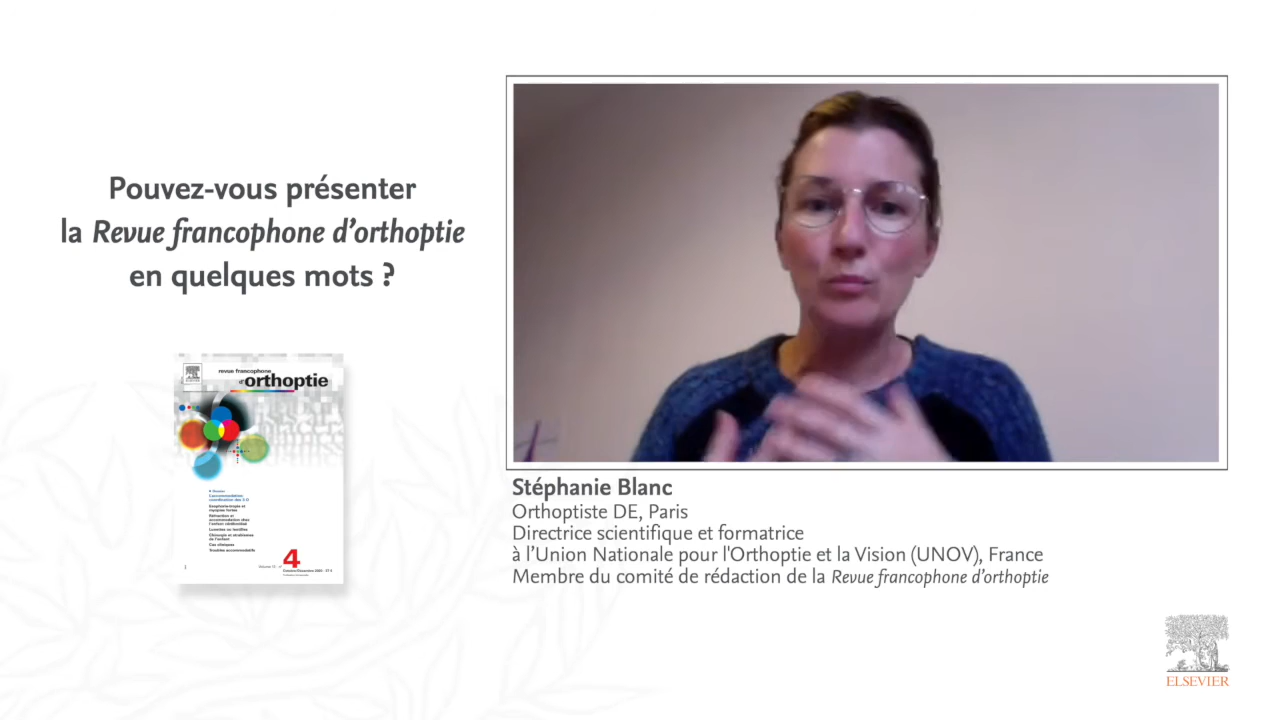 Pouvez-vous présenter
la Revue francophone d'orthoptie
en quelques mots ?
ELSEVIER
revue francophone
d'orthoptie
4
Stéphanie Blanc
Orthoptiste DE, Paris
Directrice scientifique et formatrice
à l'Union Nationale pour l'Orthoptie et la Vision (UNOV), France
Membre du comité de rédaction de la Revue francophone d'orthoptie
ELSEVIER